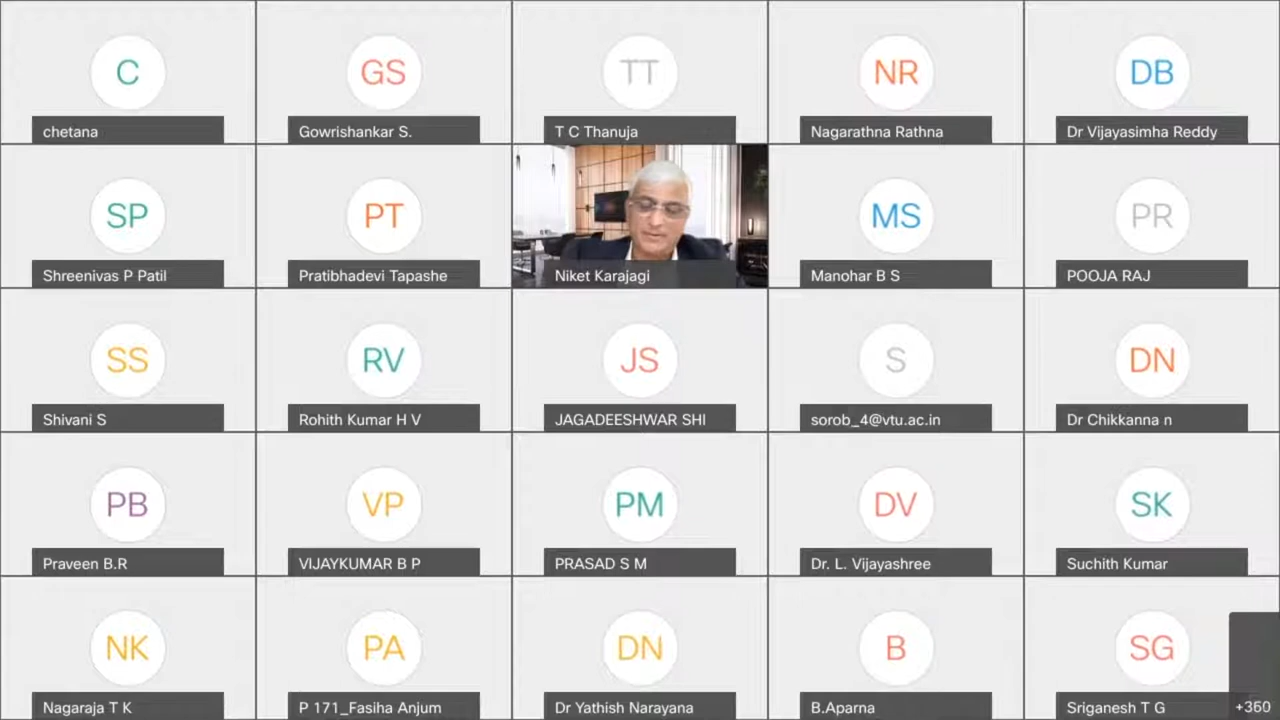 C
chetana
GS
Gowrishankar S.
TT
T C Thanuja
NR
Nagarathna Rathna
DB
Dr Vijayasimha Reddy
SP
Shreenivas P Patil
PT
Pratibhadevi Tapashe
Niket Karajagi
MS
Manohar B S
PR
POOJA RAJ
SS
Shivani S
RV
Rohith Kumar H V
JS
JAGADEESHWAR SHI
S
sorob_4@vtu.ac.in
DN
Dr Chikkanna n
PB
Praveen B.R
VP
VIJAYKUMAR B P
PM
PRASAD S M
DV
Dr. L. Vijayashree
SK
Suchith Kumar
NK
Nagaraja T K
PA
P 171_Fasiha Anjum
DN
Dr Yathish Narayana
B
B.Aparna
SG
Sriganesh T G
+360